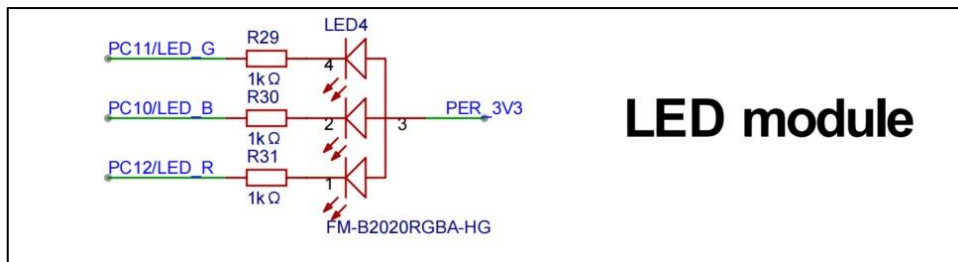 LED4
PC11/LED_G
R29
4
1kΩ
PC10/LED_B
R30
2
3
PER_3V3
1kΩ
PC12/LED_R
R31
1
1kΩ
FM-B2020RGBA-HG
LED module